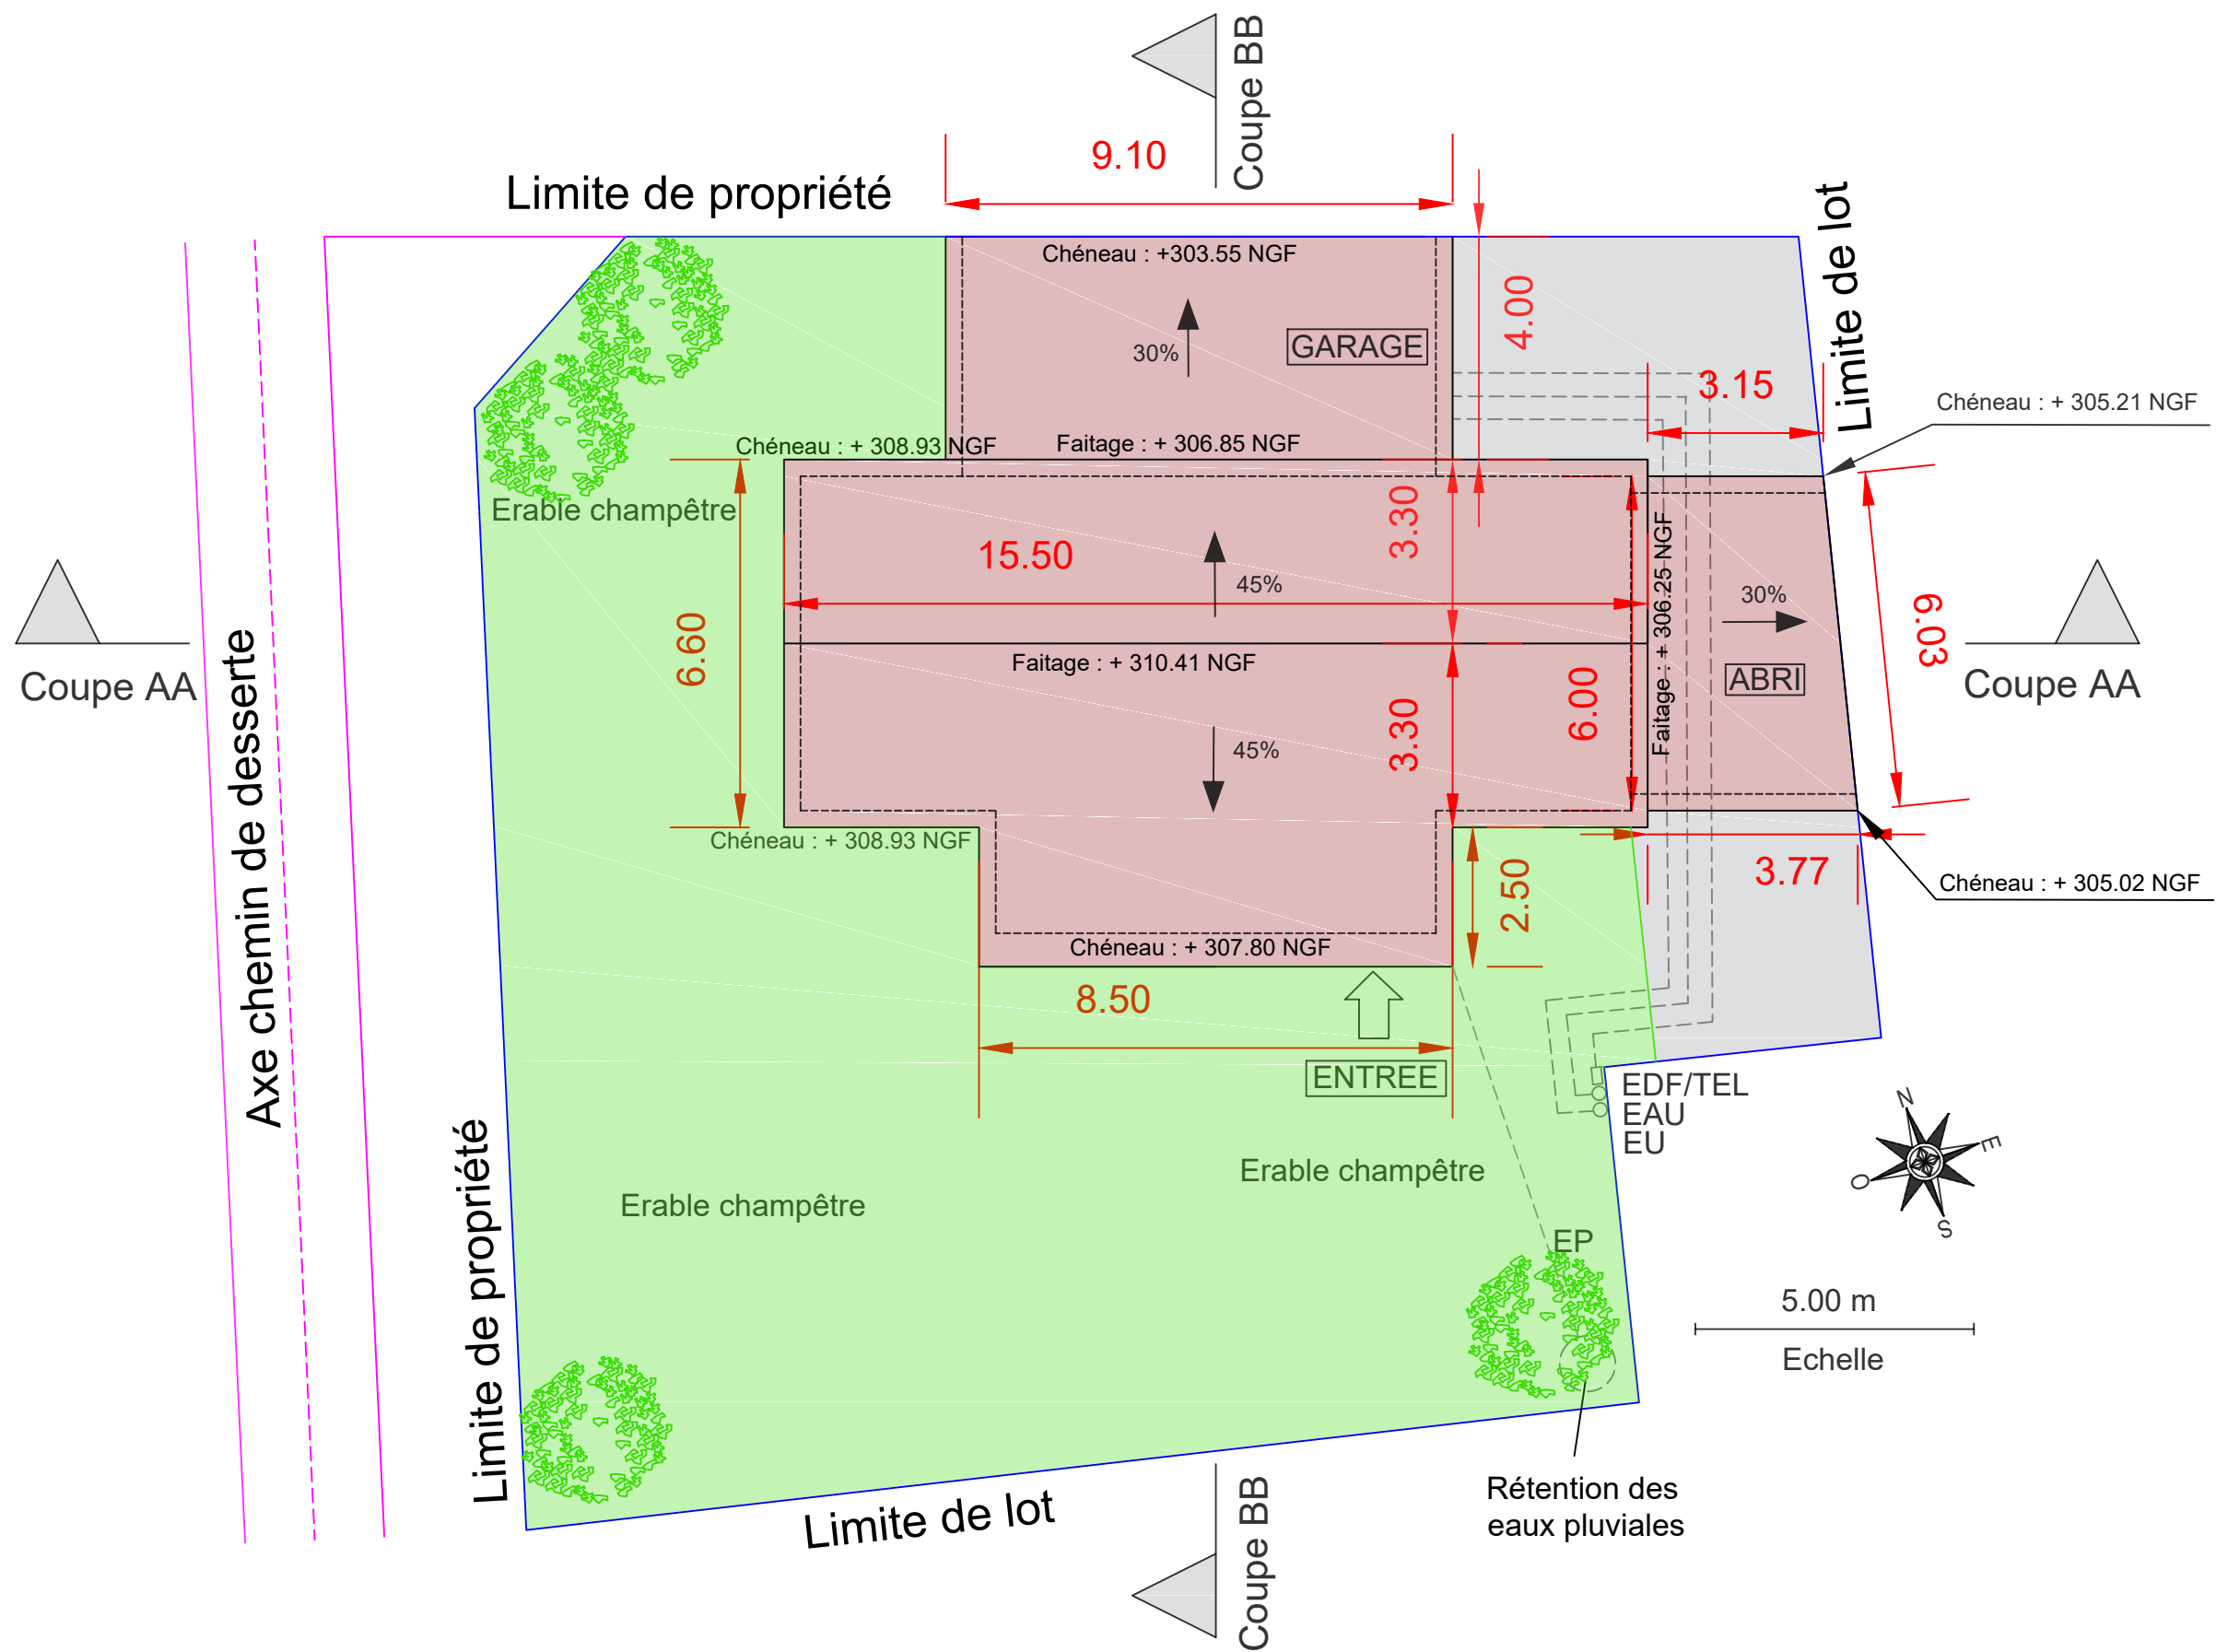 Coupe BB
9.10
Limite de propriété
Limite de lot
Chéneau : +303.55 NGF
4.00
30%
GARAGE
3.15
Chéneau : + 305.21 NGF
Chéneau : + 308.93 NGF
Faitage : + 306.85 NGF
Erable champêtre
3.30
15.50
45%
Faitage : + 306.25 NGF
30%
6.03
6.60
Faitage : + 310.41 NGF
ABRI
Coupe AA
Coupe AA
Axe chemin de desserte
3.30
6.00
45%
Chéneau : + 308.93 NGF
3.77
2.50
Chéneau : + 305.02 NGF
Chéneau : + 307.80 NGF
8.50
ENTREE
EDF/TEL
EAU
EU
N
E
O
S
Limite de propriété
Erable champêtre
Erable champêtre
EP
5.00 m
Echelle
Rétention des
eaux pluviales
Limite de lot
Coupe BB